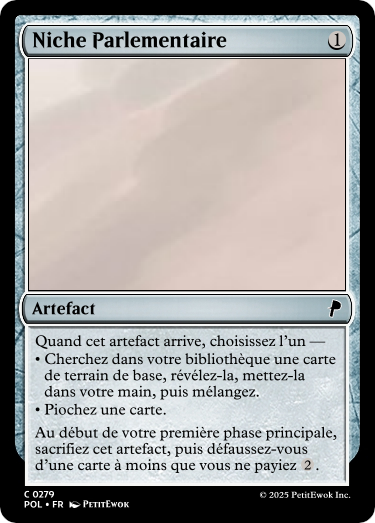 Niche Parlementaire 1
Artefact
Quand cet artefact arrive, choisissez l'un —
• Cherchez dans votre bibliothèque une carte
de terrain de base, révélez-la, mettez-la
dans votre main, puis mélangez.
• Piochez une carte.
Au début de votre première phase principale,
sacrifiez cet artefact, puis défaussez-vous
d'une carte à moins que vous ne payiez 2.
C 0279
POL • FR PetitEwok
© 2025 PetitEwok Inc.